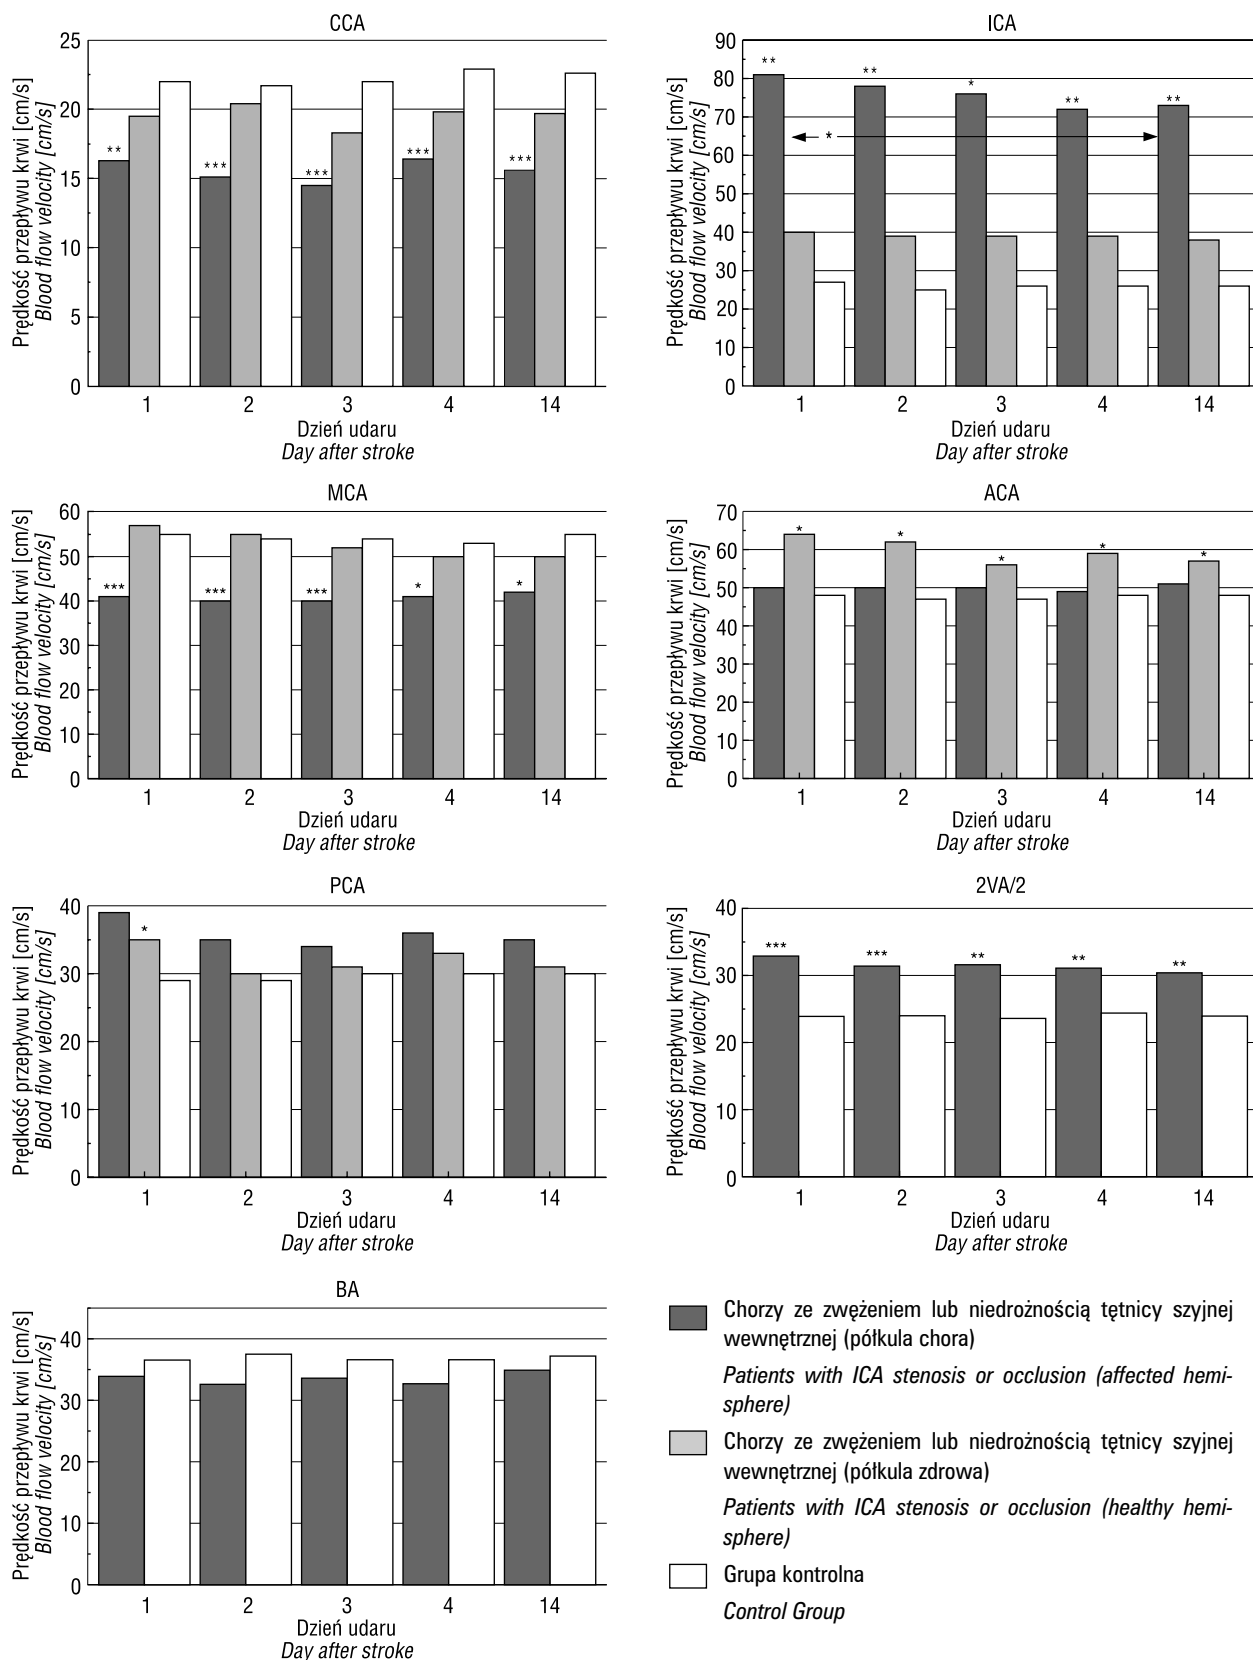 CCA
Prędkość przepływu krwi [cm/s]
Blood flow velocity [cm/s]
25
20
15
10
5
0
**
***
***
***
***
1 2 3 4 14
Dzień udaru
Day after stroke
ICA
Prędkość przepływu krwi [cm/s]
Blood flow velocity [cm/s]
90
80
70
60
50
40
30
20
10
0
**
**
*
**
**
*
1 2 3 4 14
Dzień udaru
Day after stroke
MCA
Prędkość przepływu krwi [cm/s]
Blood flow velocity [cm/s]
60
50
40
30
20
10
0
***
***
***
*
*
1 2 3 4 14
Dzień udaru
Day after stroke
ACA
Prędkość przepływu krwi [cm/s]
Blood flow velocity [cm/s]
70
60
50
40
30
20
10
0
*
*
*
*
*
1 2 3 4 14
Dzień udaru
Day after stroke
PCA
Prędkość przepływu krwi [cm/s]
Blood flow velocity [cm/s]
40
30
20
10
0
*
1 2 3 4 14
Dzień udaru
Day after stroke
2VA/2
Prędkość przepływu krwi [cm/s]
Blood flow velocity [cm/s]
40
30
20
10
0
***
***
**
**
**
1 2 3 4 14
Dzień udaru
Day after stroke
BA
Prędkość przepływu krwi [cm/s]
Blood flow velocity [cm/s]
40
30
20
10
0
1 2 3 4 14
Dzień udaru
Day after stroke
Chorzy ze zwężeniem lub niedrożnością tętnicy szyjnej
wewnętrznej (półkula chora)
Patients with ICA stenosis or occlusion (affected hemi-
sphere)
Chorzy ze zwężeniem lub niedrożnością tętnicy szyjnej
wewnętrznej (półkula zdrowa)
Patients with ICA stenosis or occlusion (healthy hemi-
sphere)
Grupa kontrolna
Control Group